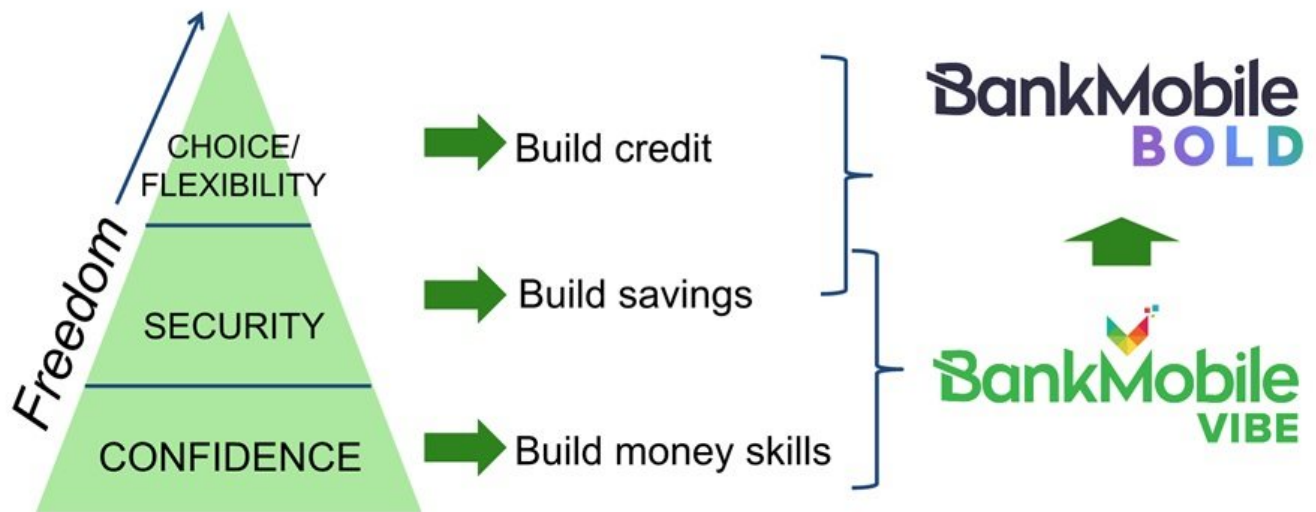 CHOICE/
FLEXIBILITY
SECURITY
CONFIDENCE
Freedom
Build credit
Build savings
Build money skills
BankMobile
BOLD
BankMobile
VIBE